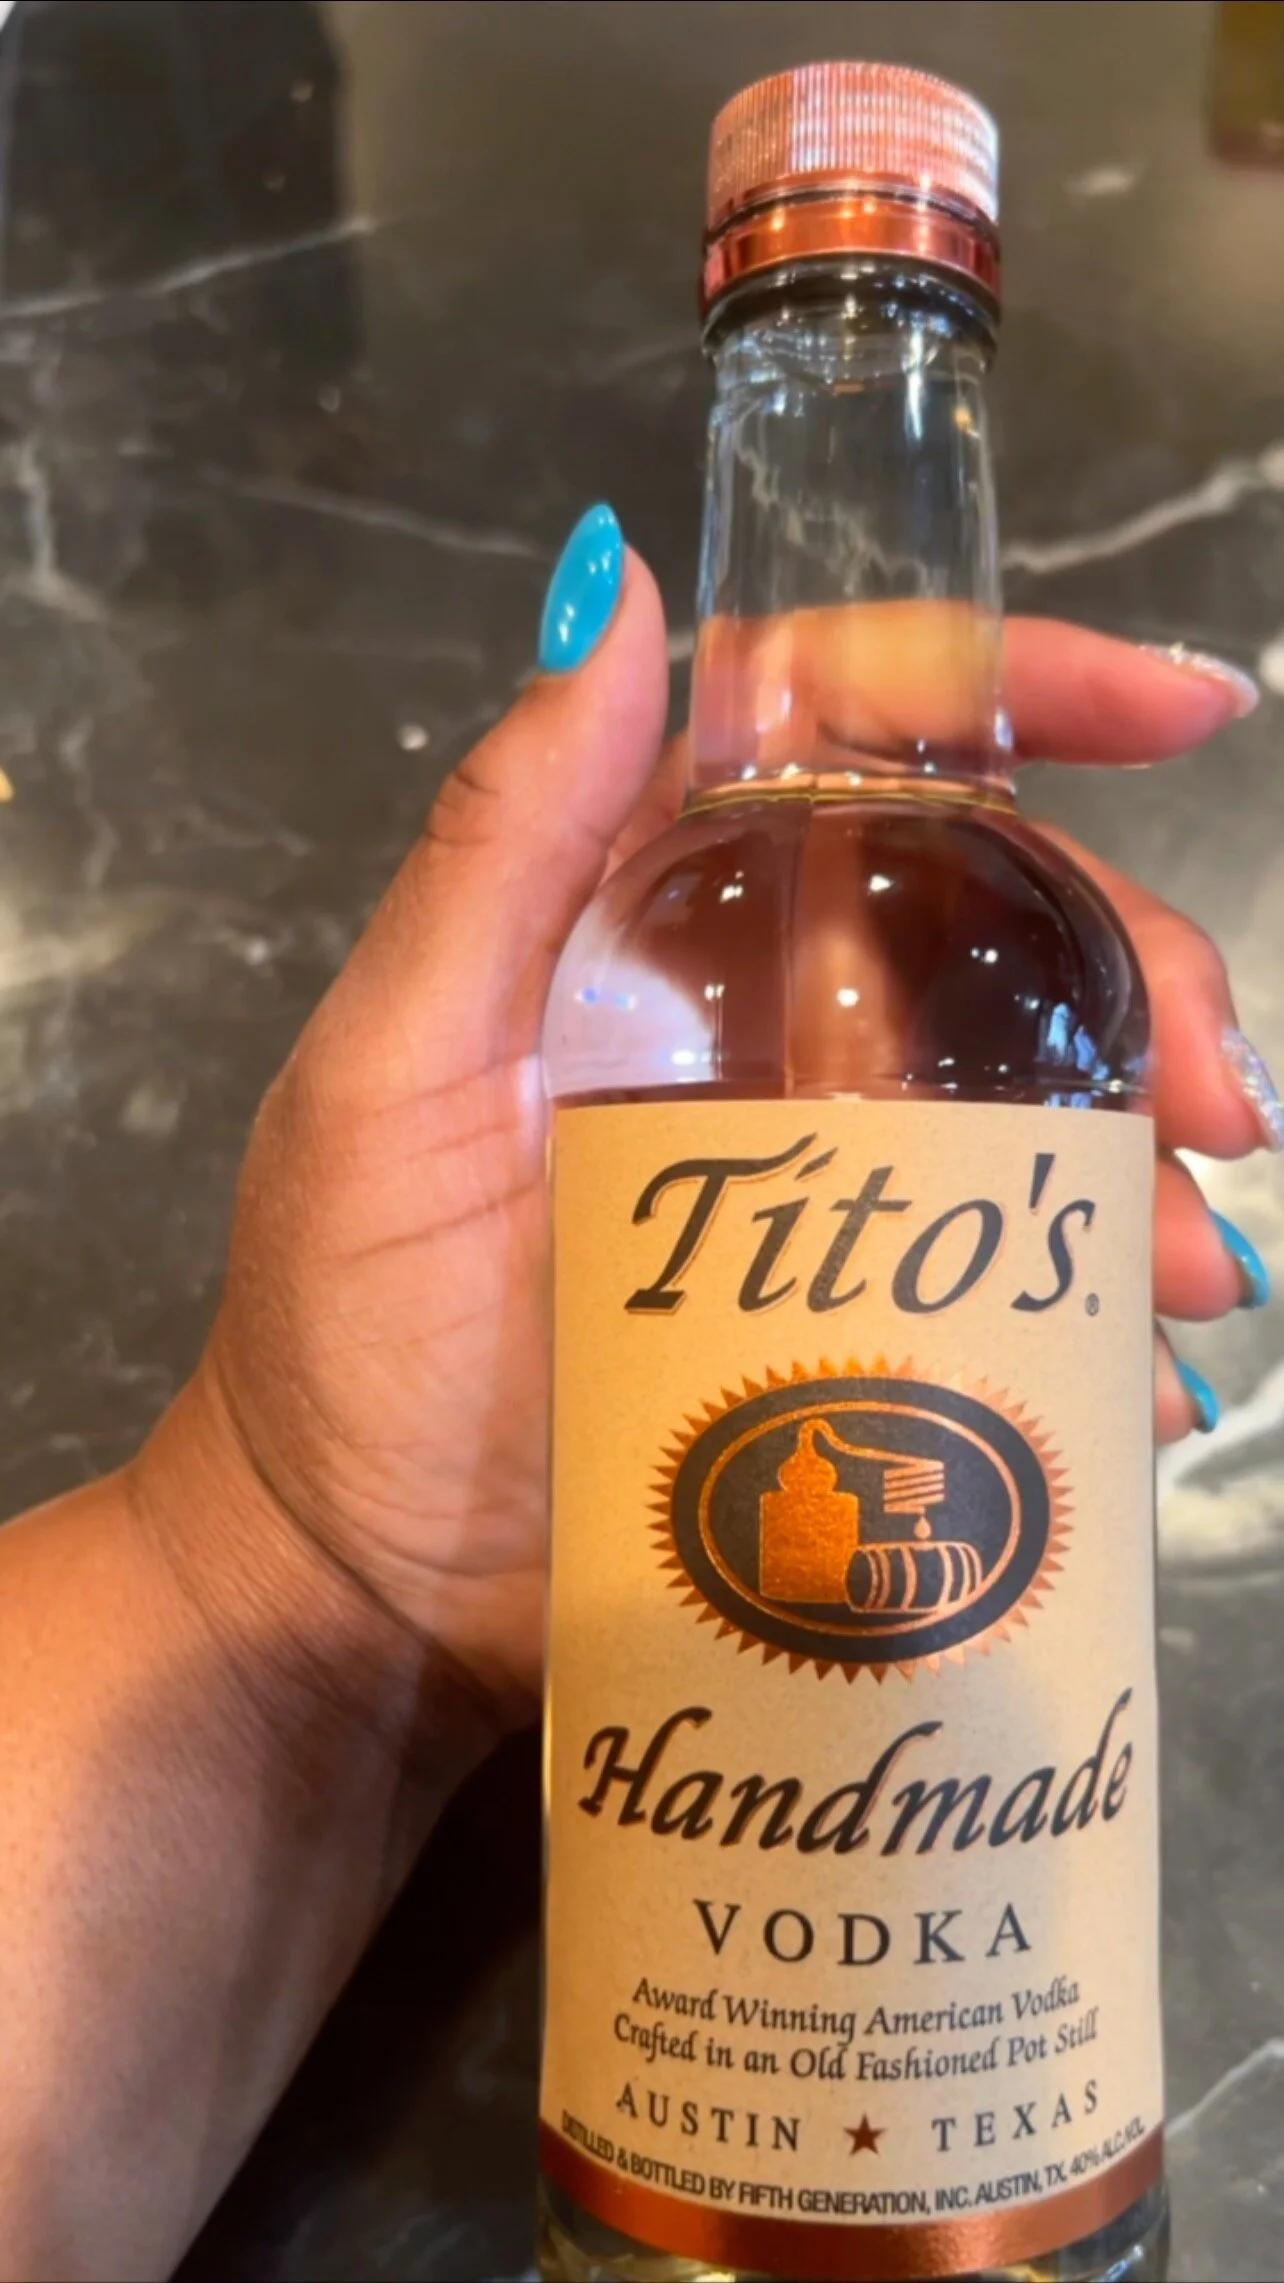 Tito's®
Handmade
VODKA
Award Winning American Vodka
Crafted in an Old Fashioned Pot Still
AUSTIN ★ TEXAS
DISTILLED & BOTTLED BY FIFTH GENERATION, INC. AUSTIN, TX. 40% ALC./VOL.